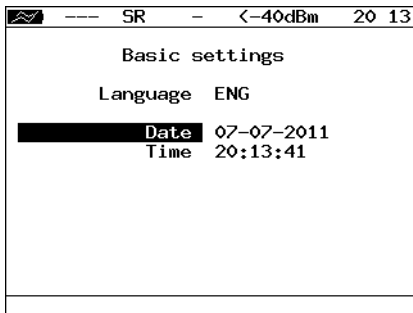 --- SR - <-40dBm 20 13
Basic settings
Language ENG
Date 07-07-2011
Time 20:13:41